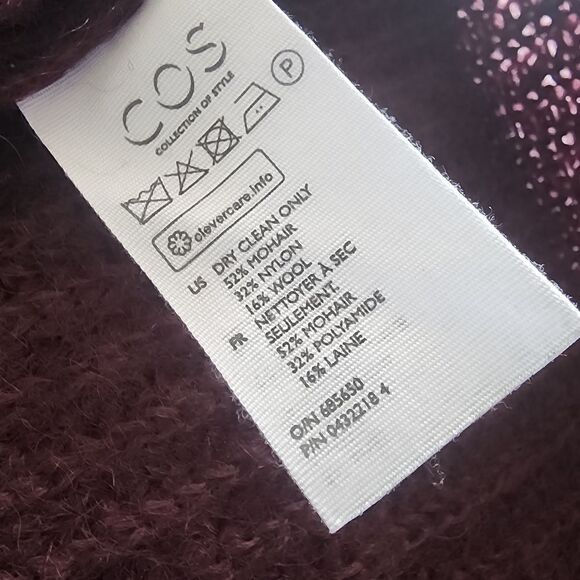 COS
COLLECTION OF STYLE
P
clevercare.info
US DRY CLEAN ONLY
52% MOHAIR
32% NYLON
16% WOOL
FR NETTOYER À SEC
SEULEMENT.
52% MOHAIR
32% POLYAMIDE
16% LAINE
O/N 685650
P/N 0432218 4